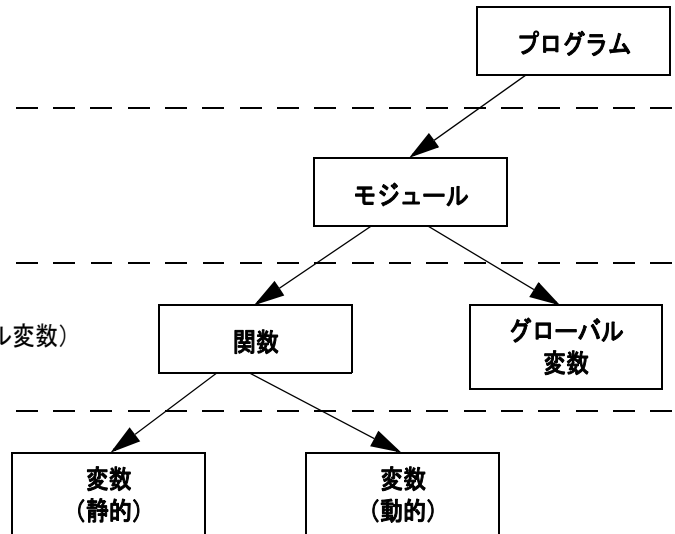 プログラム
モジュール
ル変数)
関数
グローバル
変数
変数
(静的)
変数
(動的)